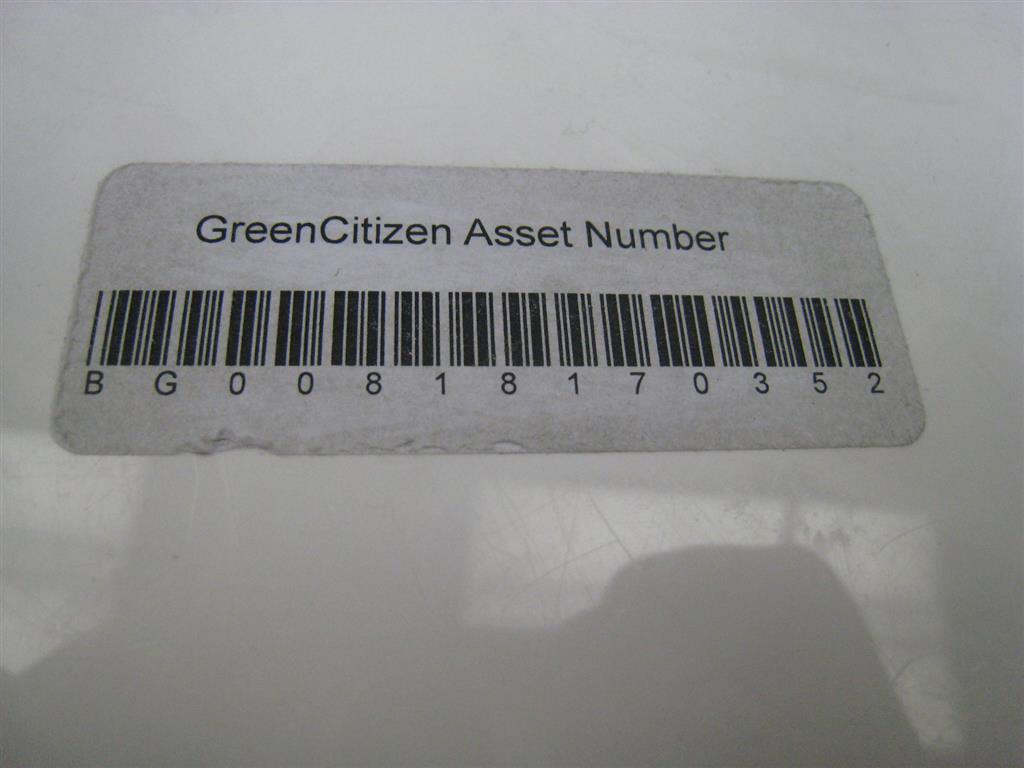 GreenCitizen Asset Number
B G 0 0 8 1 8 1 7 0 3 5 2